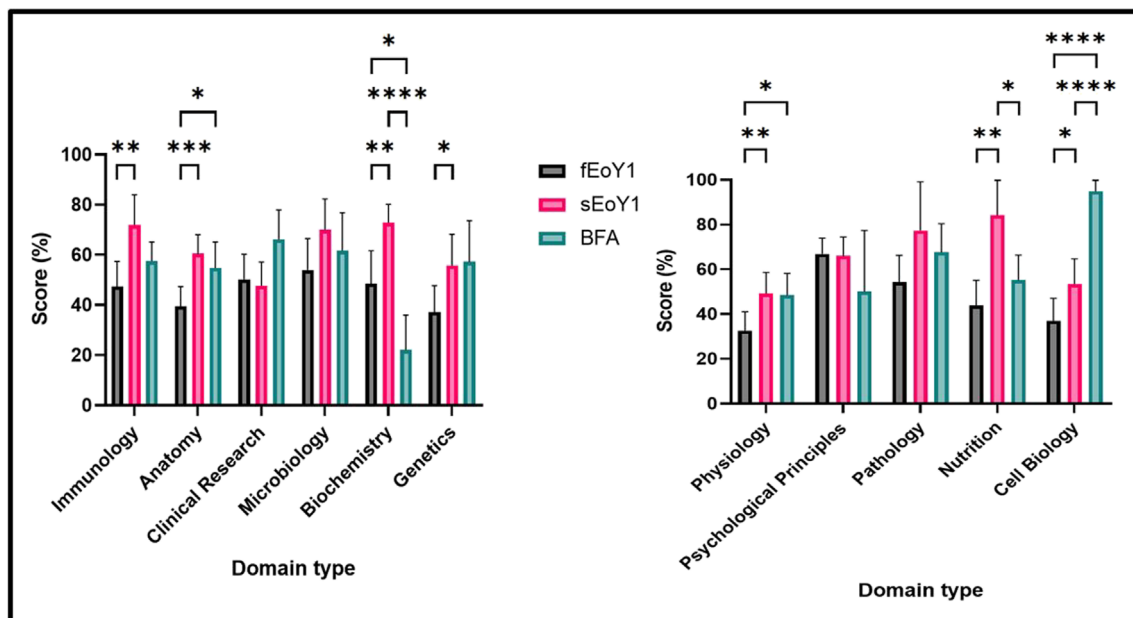 *
****
*
**
***
**
*
100
80
60
40
20
0
Score (%)
Immunology
Anatomy
Clinical Research
Microbiology
Biochemistry
Genetics
Domain type
fEoY1
sEoY1
BFA
****
*
*
****
**
**
*
100
80
60
40
20
0
Score (%)
Physiology
Psychological Principles
Pathology
Nutrition
Cell Biology
Domain type